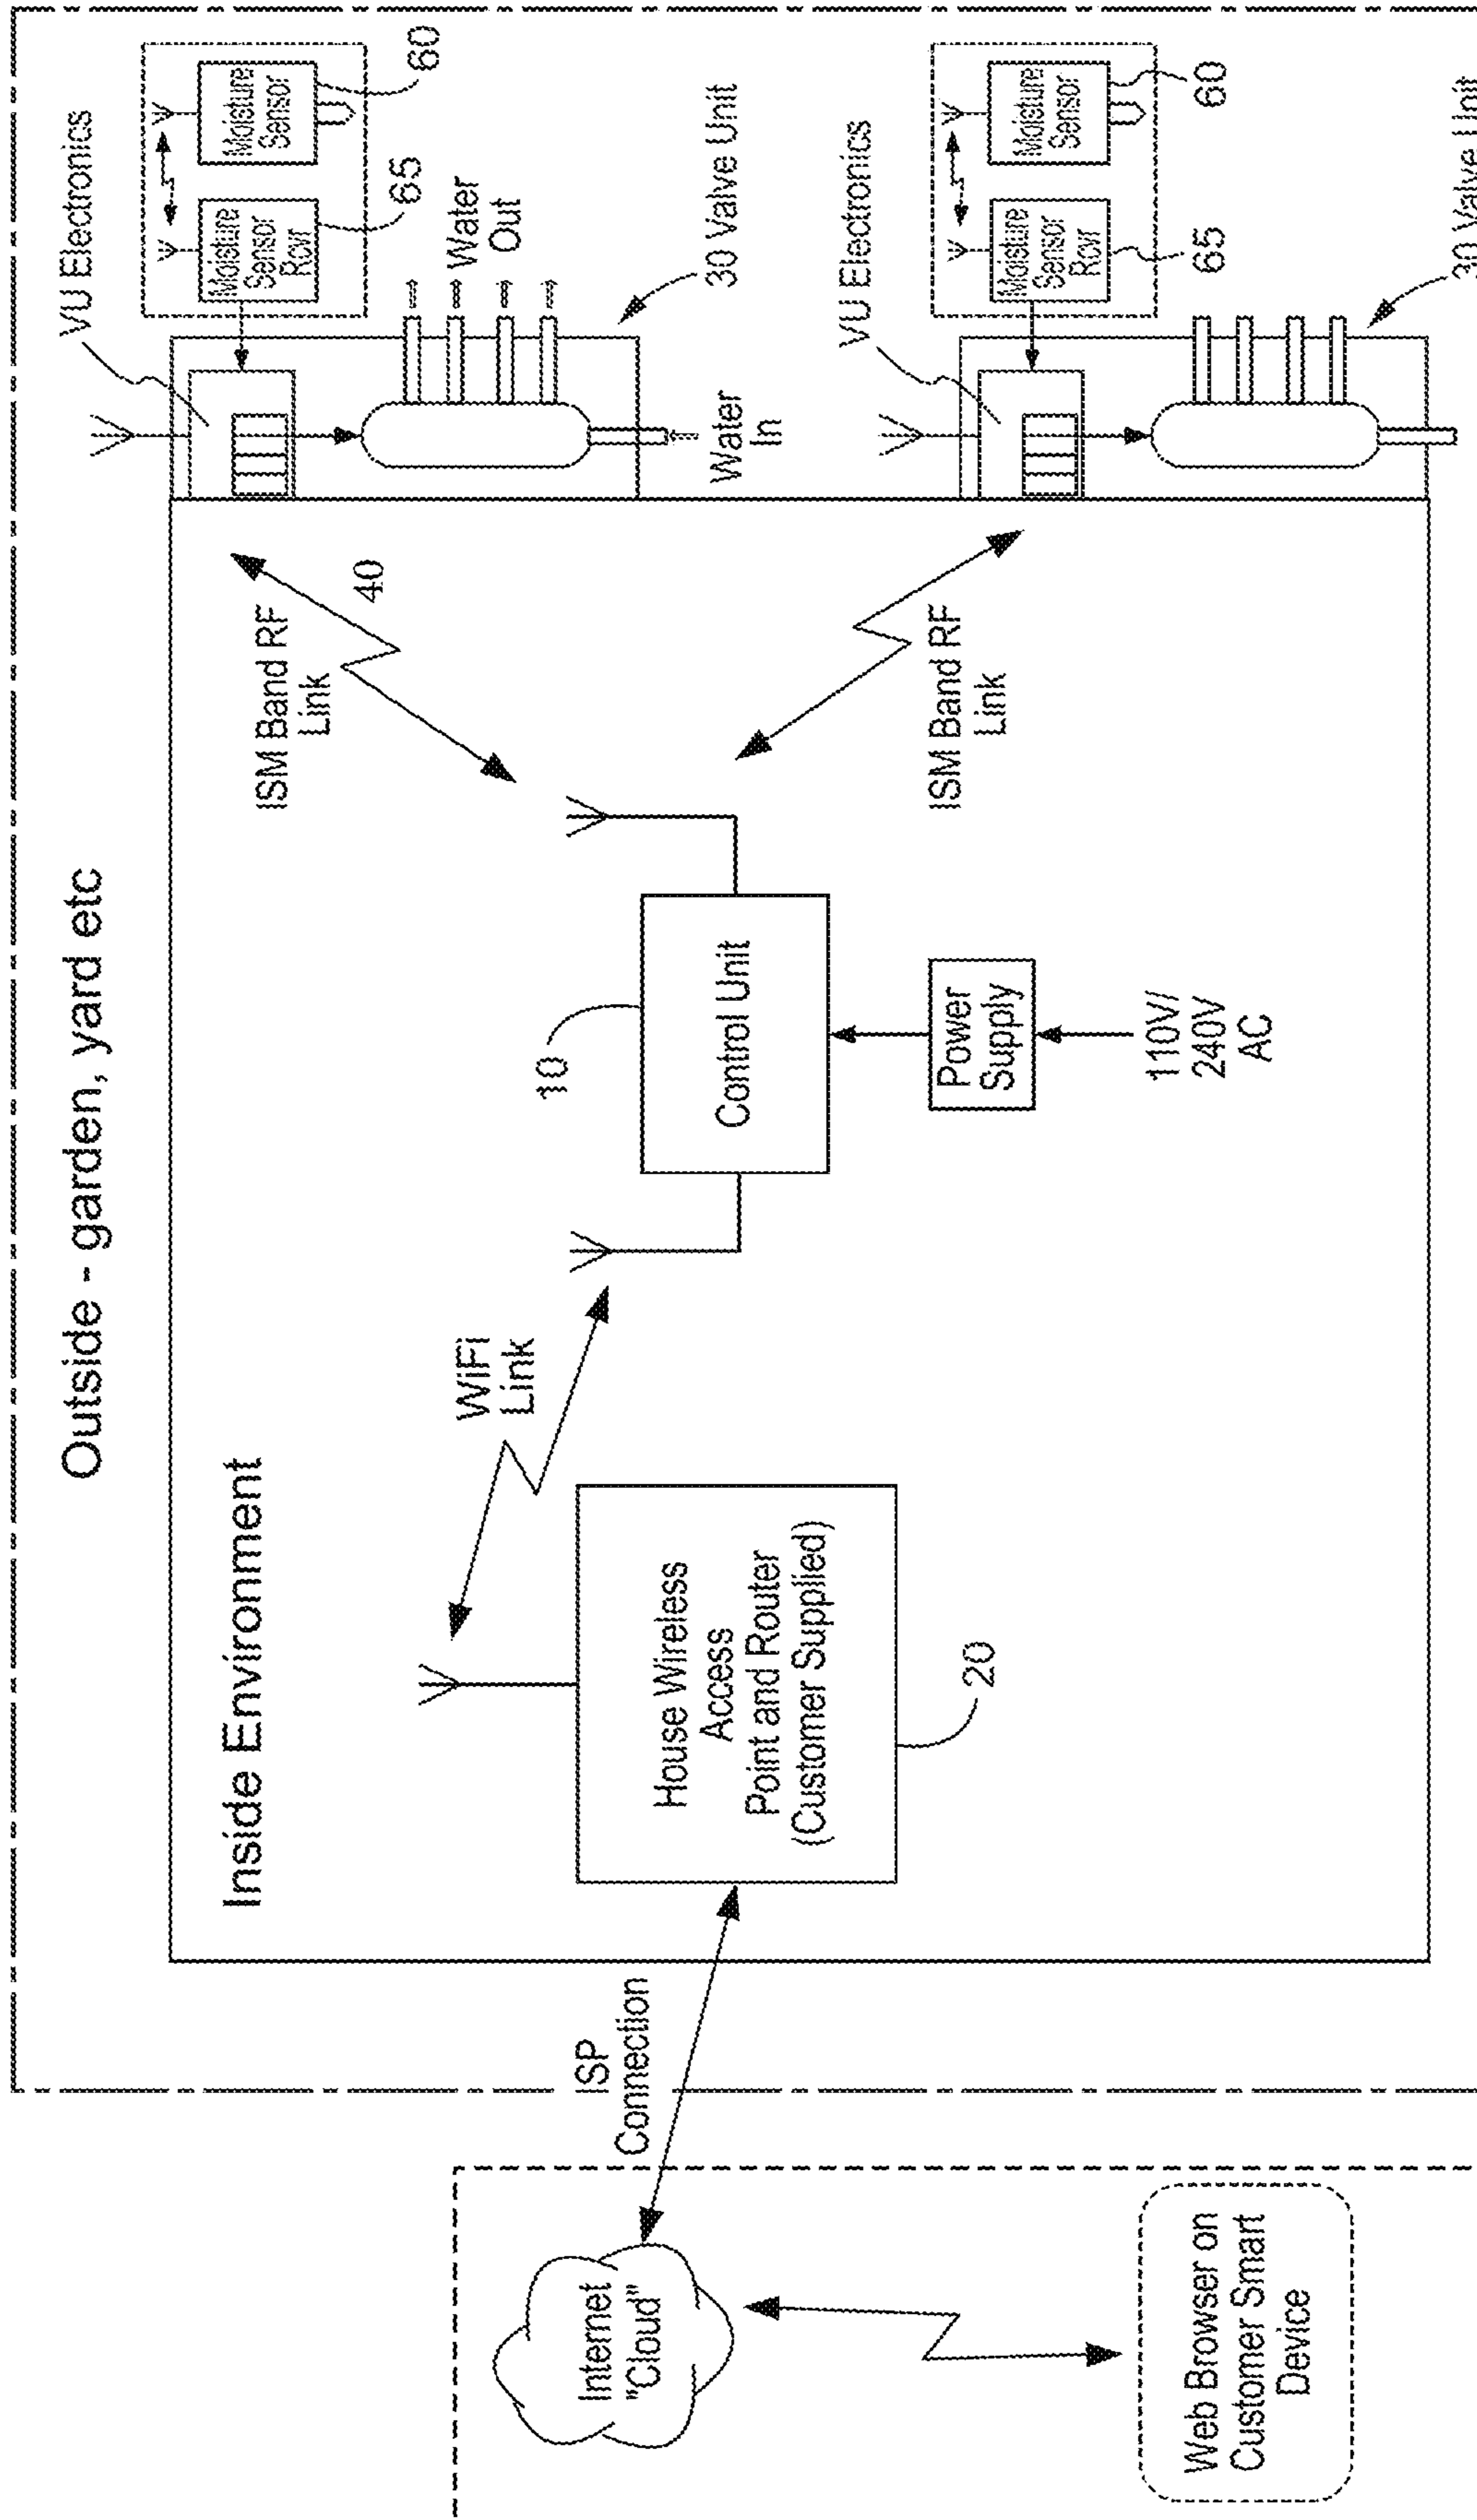 Outside - garden, yard etc
Inside Environment
Internet
"Cloud"
Web Browser on
Customer Smart
Device
ISP
Connection
House Wireless
Access
Point and Router
(Customer Supplied)
20
WiFi
Link
10
Control Unit
Power
Supply
110V/
240V
AC
ISM Band RF
Link
40
ISM Band RF
Link
VU Electronics
Moisture
Sensor
Rcvr
65
Moisture
Sensor
60
Water
Out
Water
In
30 Valve Unit
VU Electronics
Moisture
Sensor
Rcvr
65
Moisture
Sensor
60
30 Valve Unit